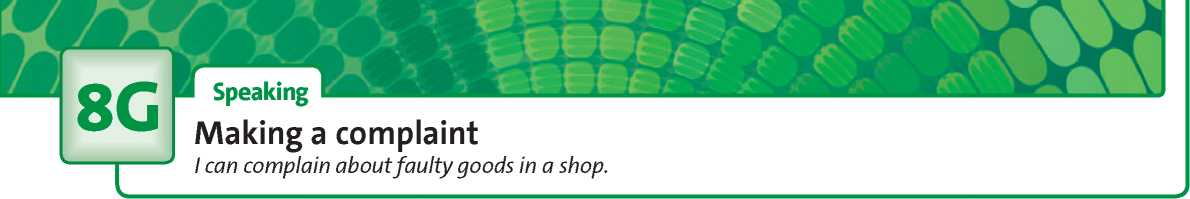 8G
Speaking
Making a complaint
I can complain about faulty goods in a shop.